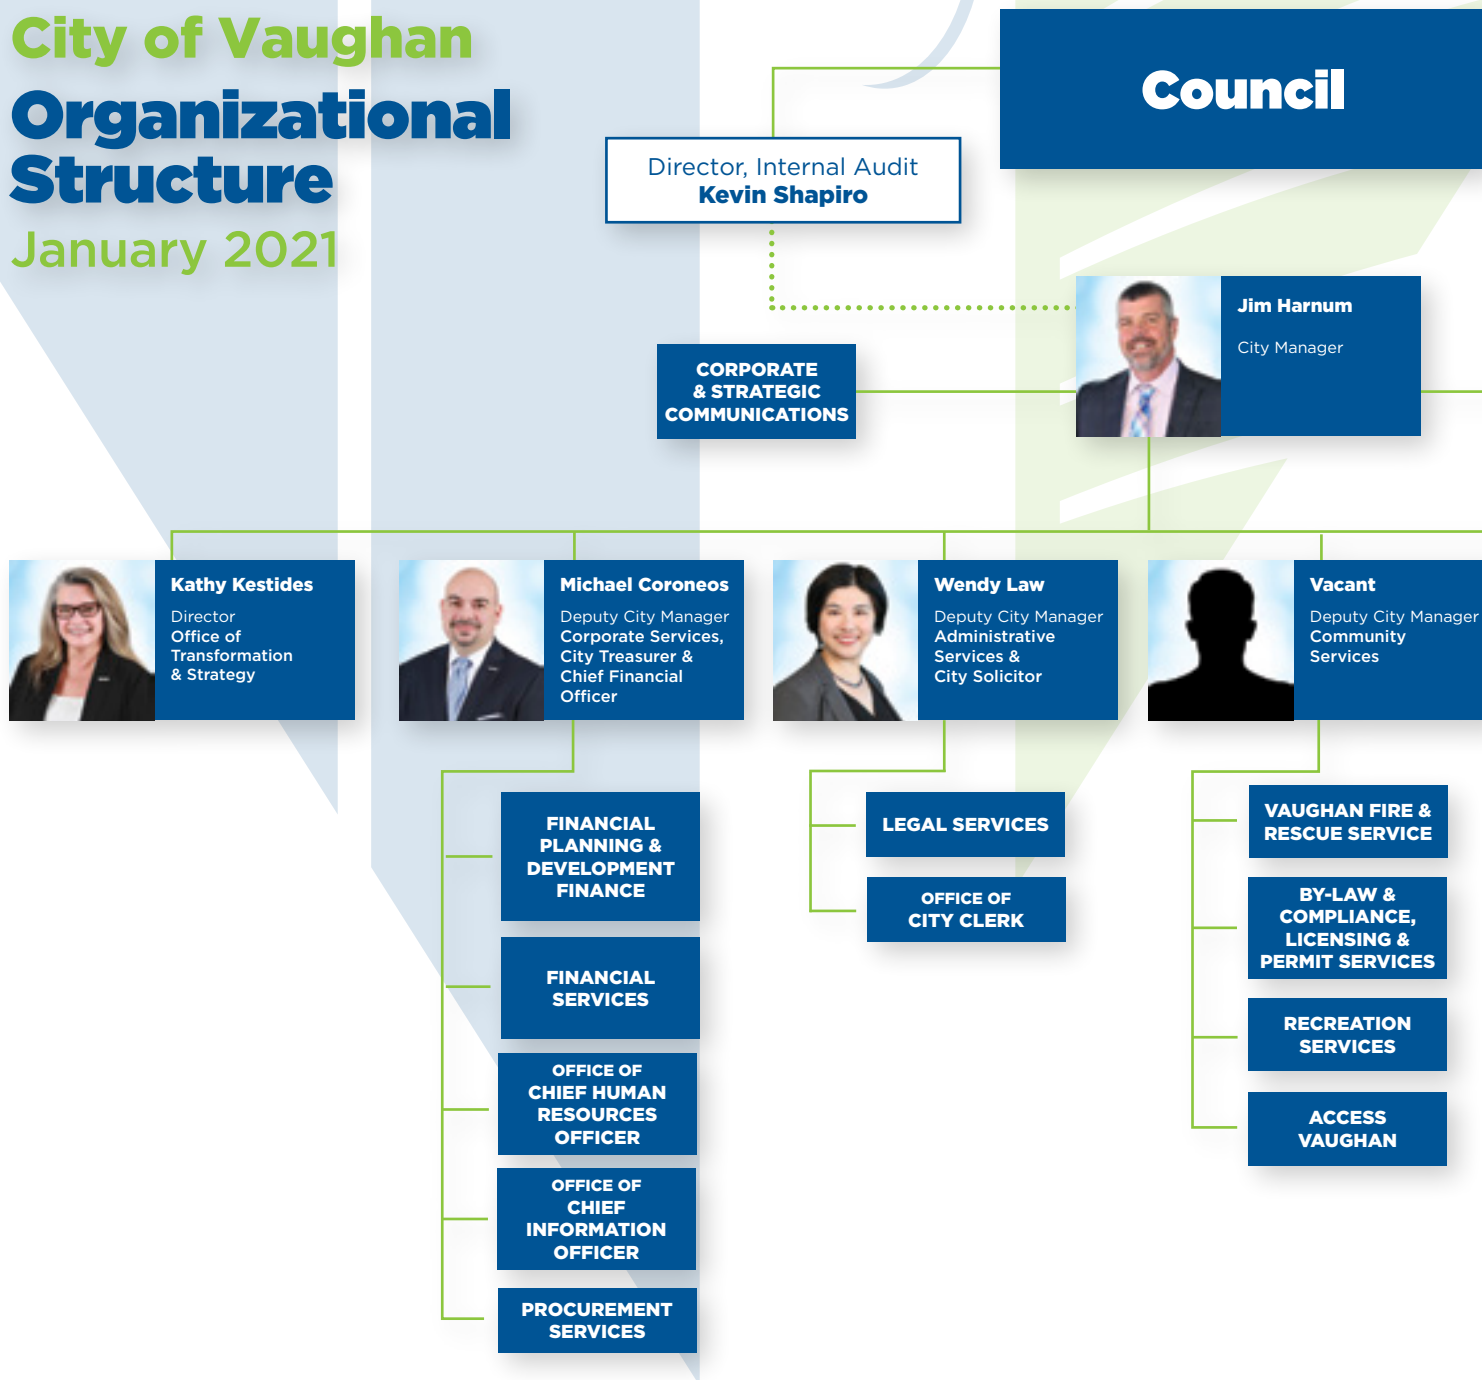 City of Vaughan
Organizational
Structure
January 2021
Council
Director, Internal Audit
Kevin Shapiro
Jim Harnum
City Manager
CORPORATE
& STRATEGIC
COMMUNICATIONS
Kathy Kestides
Director
Office of
Transformation
& Strategy
Michael Coroneos
Deputy City Manager
Corporate Services,
City Treasurer &
Chief Financial
Officer
Wendy Law
Deputy City Manager
Administrative
Services &
City Solicitor
Vacant
Deputy City Manager
Community
Services
FINANCIAL
PLANNING &
DEVELOPMENT
FINANCE
FINANCIAL
SERVICES
OFFICE OF
CHIEF HUMAN
RESOURCES
OFFICER
OFFICE OF
CHIEF
INFORMATION
OFFICER
PROCUREMENT
SERVICES
LEGAL SERVICES
OFFICE OF
CITY CLERK
VAUGHAN FIRE &
RESCUE SERVICE
BY-LAW &
COMPLIANCE,
LICENSING &
PERMIT SERVICES
RECREATION
SERVICES
ACCESS
VAUGHAN